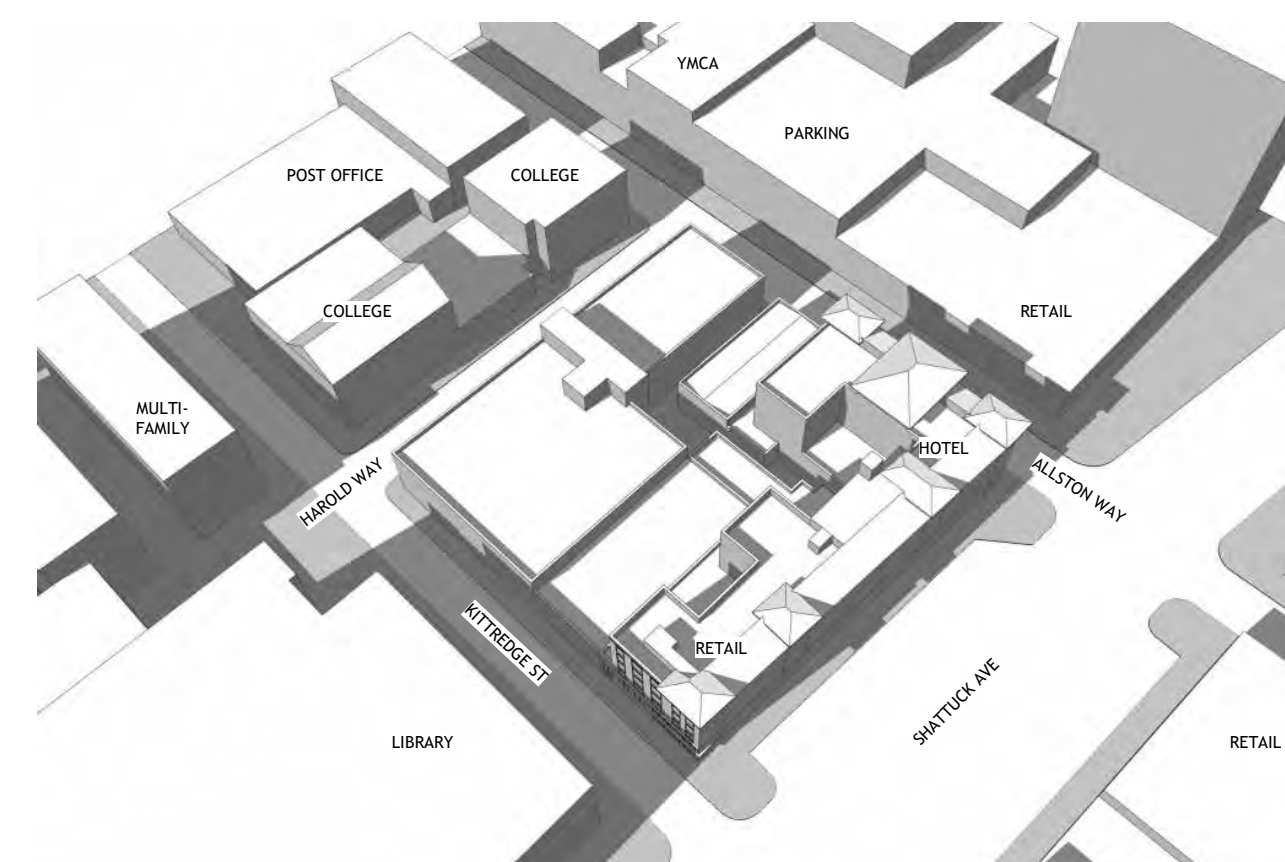 YMCA
PARKING
POST OFFICE
COLLEGE
COLLEGE
RETAIL
MULTI-
FAMILY
HOTEL
HAROLD WAY
ALLSTON WAY
KITTREDGE ST
RETAIL
SHATTUCK AVE
LIBRARY
RETAIL